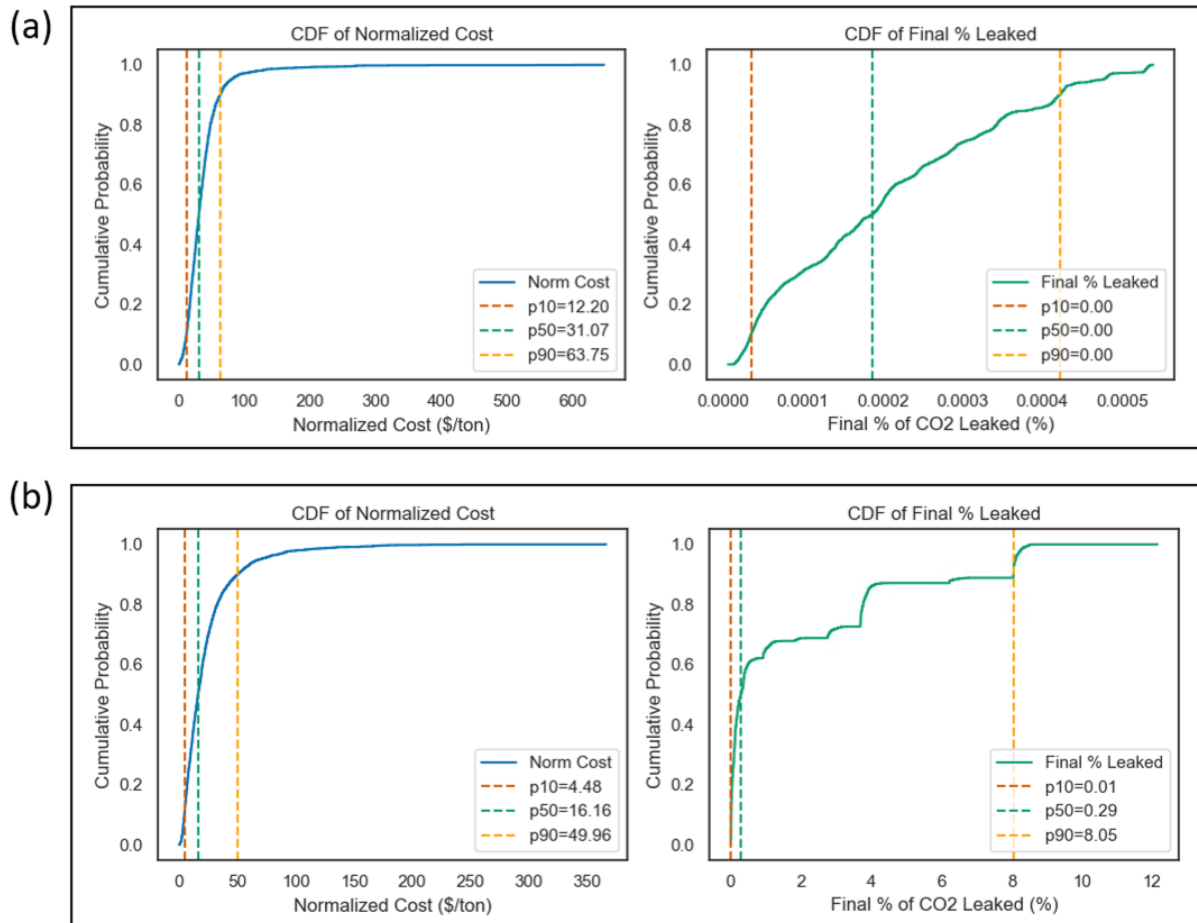 (a)
CDF of Normalized Cost
Cumulative Probability
1.0
0.8
0.6
0.4
0.2
0.0
Norm Cost
p10=12.20
p50=31.07
p90=63.75
0 100 200 300 400 500 600
Normalized Cost ($/ton)
CDF of Final % Leaked
Cumulative Probability
1.0
0.8
0.6
0.4
0.2
0.0
Final % Leaked
p10=0.00
p50=0.00
p90=0.00
0.0000 0.0001 0.0002 0.0003 0.0004 0.0005
Final % of CO2 Leaked (%)
(b)
CDF of Normalized Cost
Cumulative Probability
1.0
0.8
0.6
0.4
0.2
0.0
Norm Cost
p10=4.48
p50=16.16
p90=49.96
0 50 100 150 200 250 300 350
Normalized Cost ($/ton)
CDF of Final % Leaked
Cumulative Probability
1.0
0.8
0.6
0.4
0.2
0.0
Final % Leaked
p10=0.01
p50=0.29
p90=8.05
0 2 4 6 8 10 12
Final % of CO2 Leaked (%)